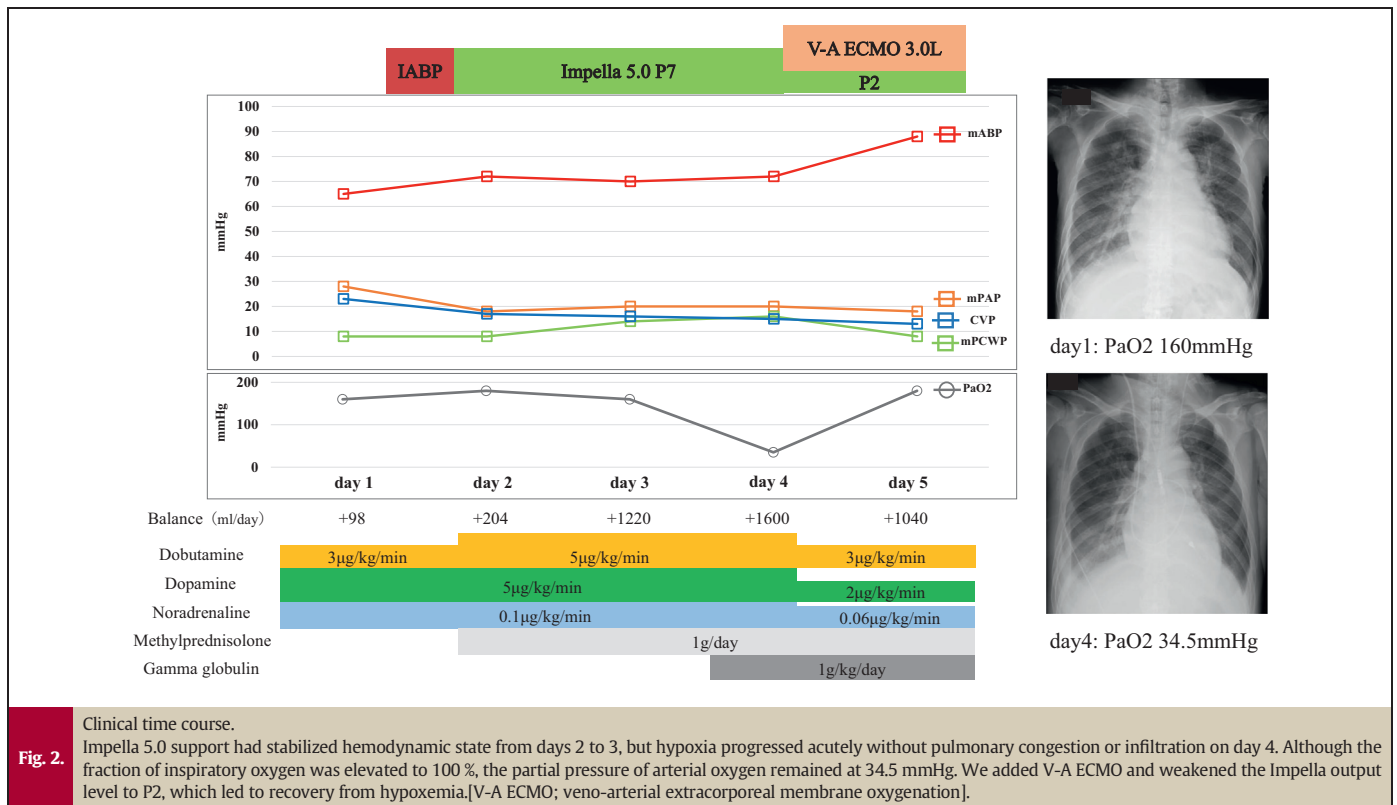 V-A ECMO 3.0L
IABP
Impella 5.0 P7
P2
100
90
80
70
60
50
40
30
20
10
0
mmHg
mABP
mPAP
CVP
mPCWP
day1: PaO2 160mmHg
200
100
0
mmHg
PaO2
day 1 day 2 day 3 day 4 day 5
Balance (ml/day) +98 +204 +1220 +1600 +1040
Dobutamine 3μg/kg/min 5μg/kg/min 3μg/kg/min
Dopamine 5μg/kg/min 2μg/kg/min
Noradrenaline 0.1μg/kg/min 0.06μg/kg/min
Methylprednisolone 1g/day
Gamma globulin 1g/kg/day
day4: PaO2 34.5mmHg
Fig. 2.
Clinical time course.
Impella 5.0 support had stabilized hemodynamic state from days 2 to 3, but hypoxia progressed acutely without pulmonary congestion or infiltration on day 4. Although the
fraction of inspiratory oxygen was elevated to 100 %, the partial pressure of arterial oxygen remained at 34.5 mmHg. We added V-A ECMO and weakened the Impella output
level to P2, which led to recovery from hypoxemia.[V-A ECMO; veno-arterial extracorporeal membrane oxygenation].